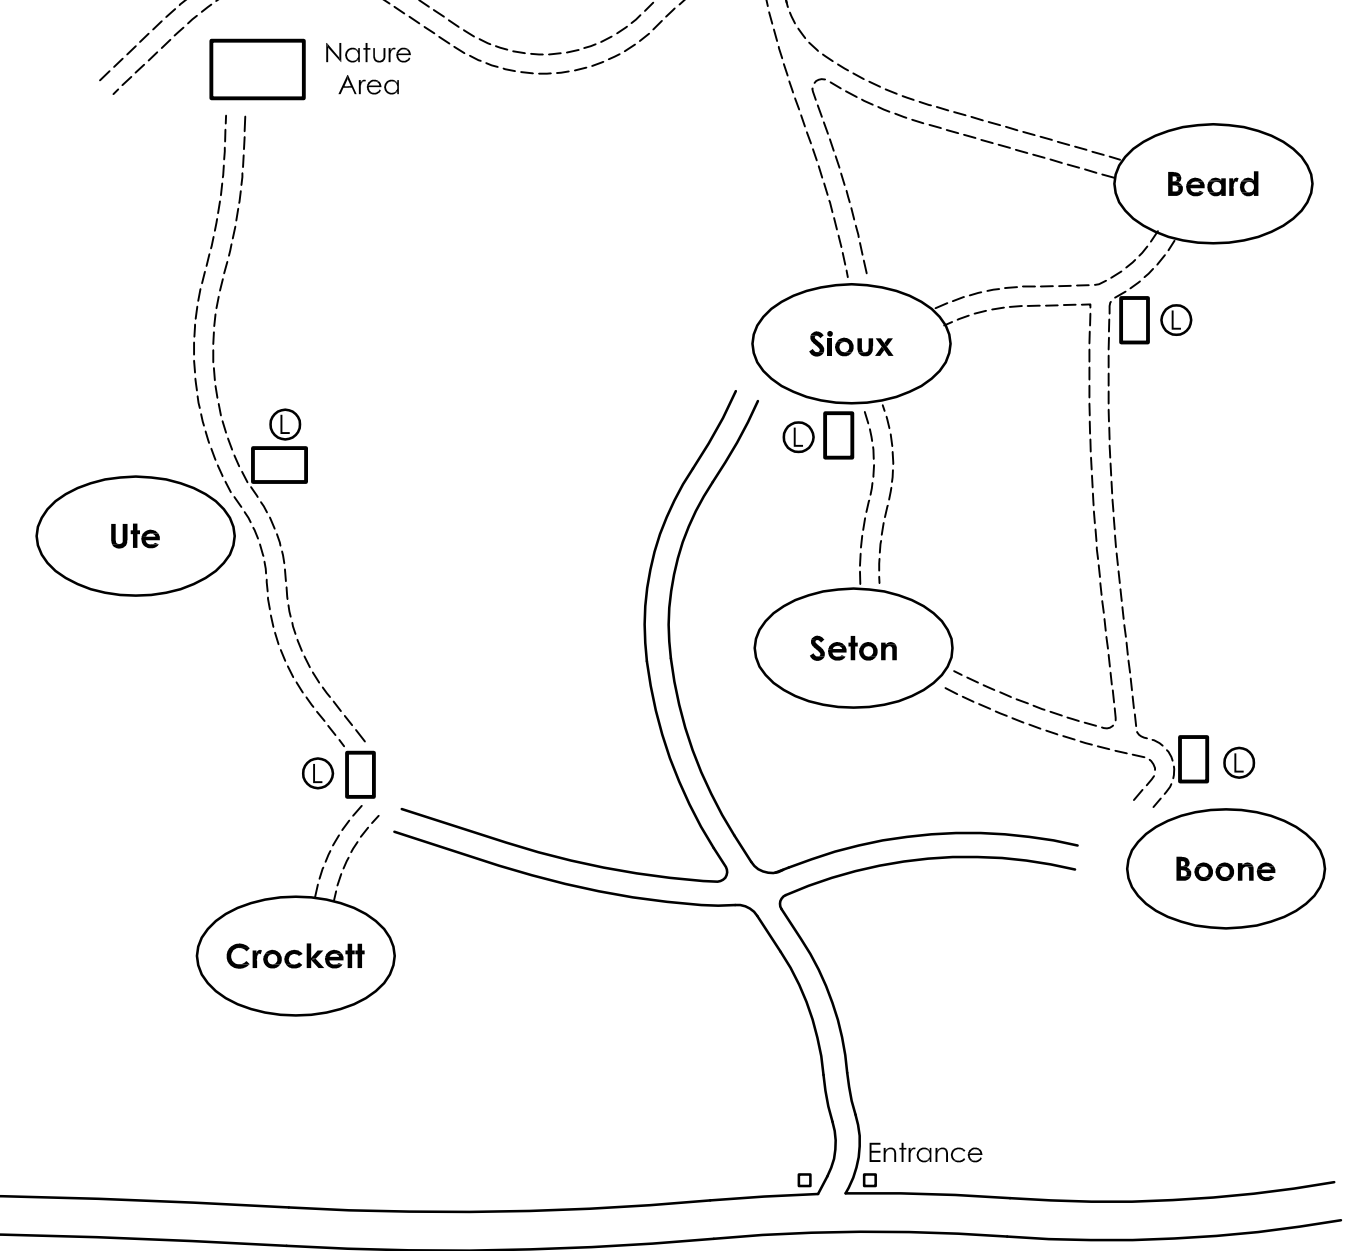 Nature
Area
Beard
L
Sioux
L
L
Ute
Seton
L
L
Boone
Crockett
Entrance